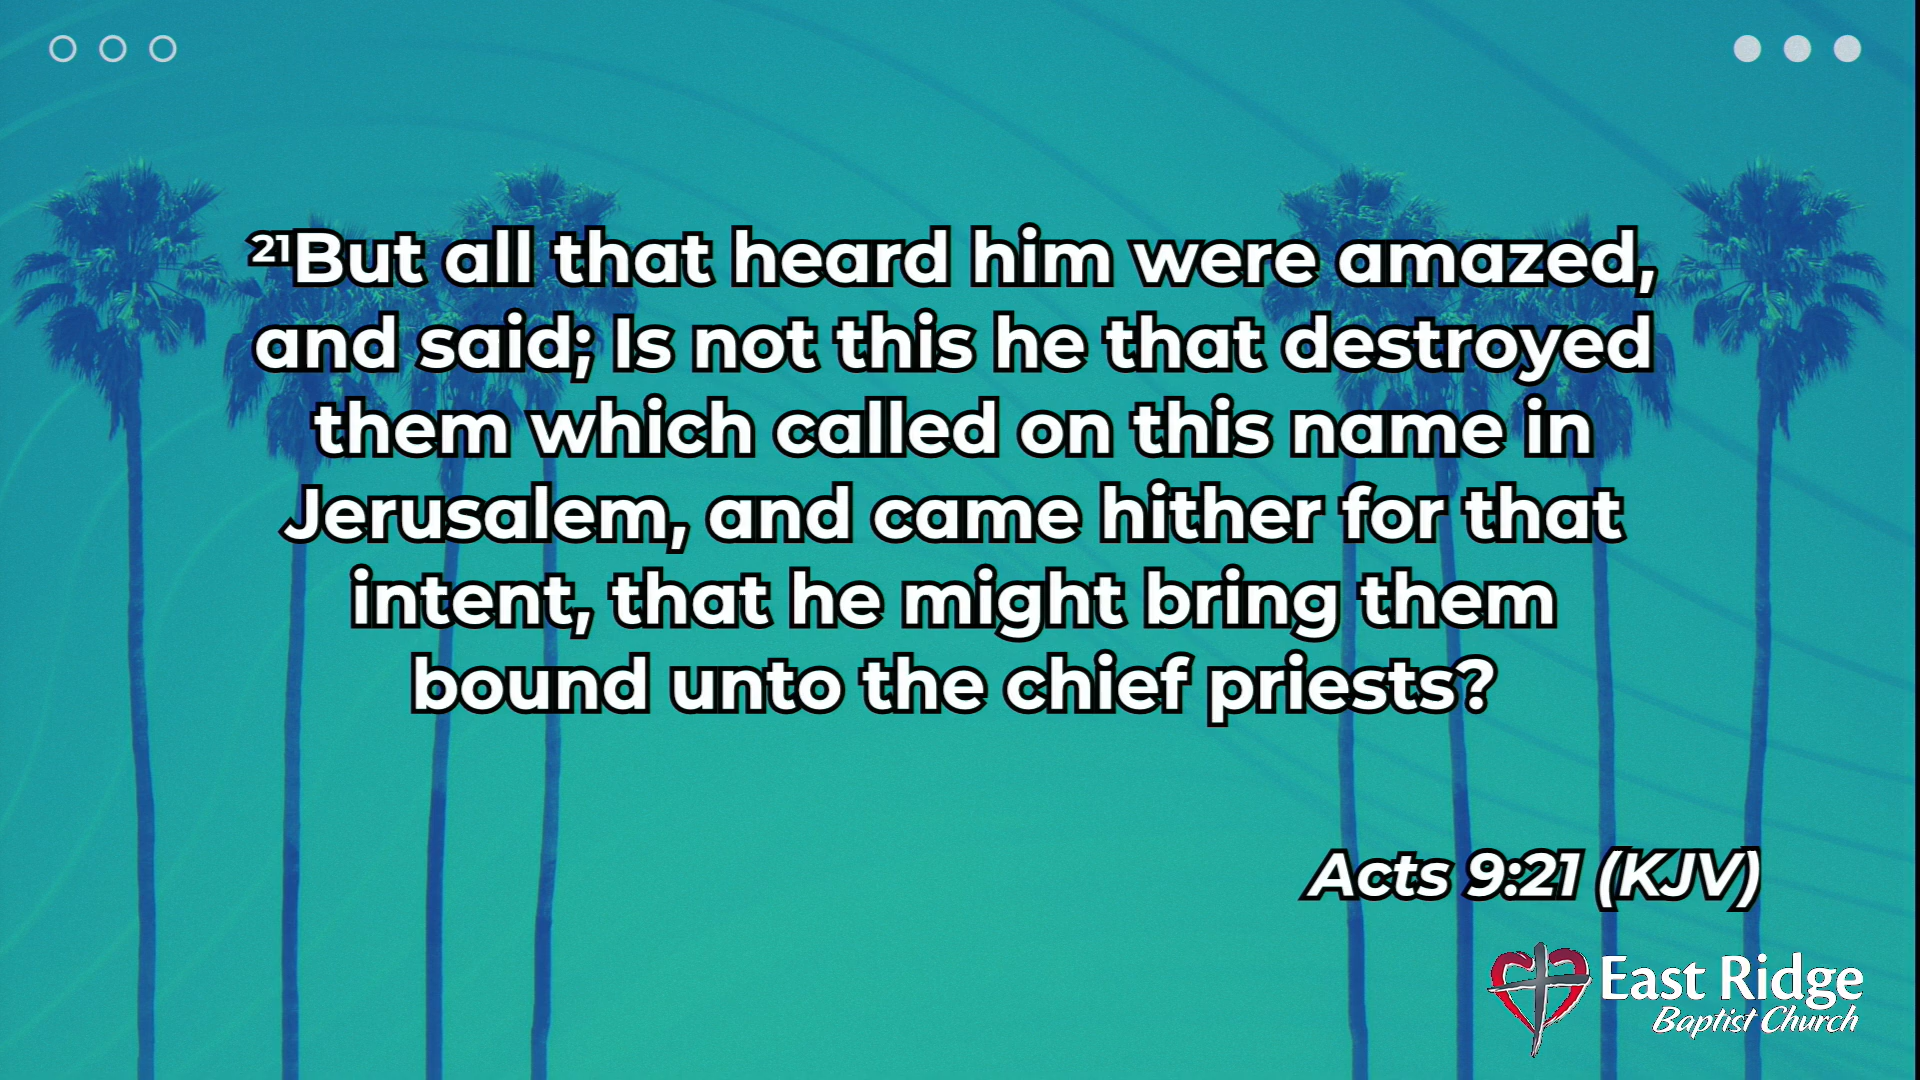 21But all that heard him were amazed,
and said; Is not this he that destroyed
them which called on this name in
Jerusalem, and came hither for that
intent, that he might bring them
bound unto the chief priests?
Acts 9:21 (KJV)
East Ridge
Baptist Church